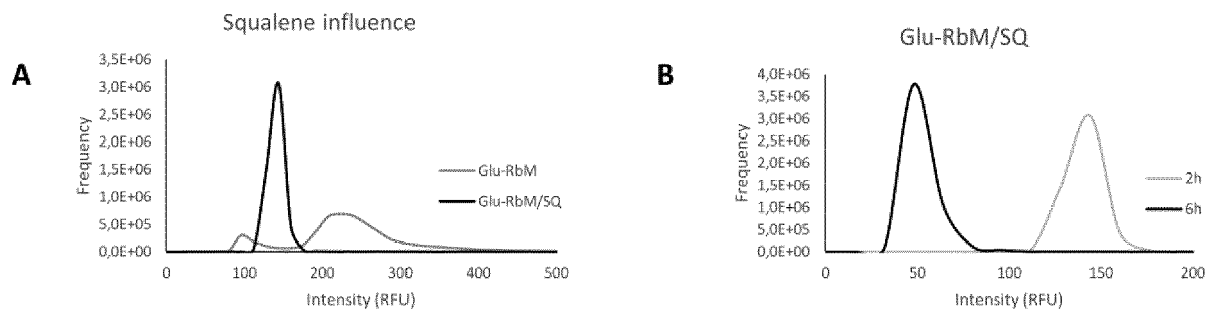 Squalene influence
A
3,5E+06
3,0E+06
2,5E+06
2,0E+06
1,5E+06
1,0E+06
5,0E+05
0,0E+00
Frequency
0 100 200 300 400 500
Intensity (RFU)
Glu-RbM
Glu-RbM/SQ
Glu-RbM/SQ
B
4,0E+06
3,5E+06
3,0E+06
2,5E+06
2,0E+06
1,5E+06
1,0E+06
5,0E+05
0,0E+00
Frequency
0 50 100 150 200
Intensity (RFU)
2h
6h